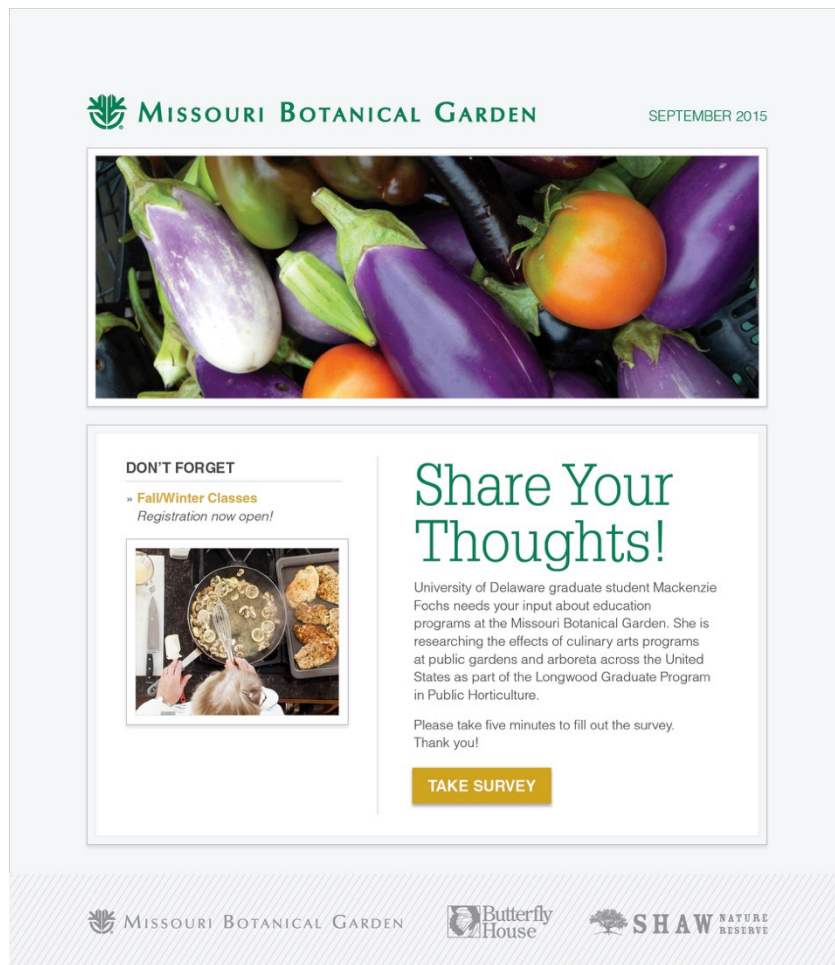 MISSOURI BOTANICAL GARDEN
SEPTEMBER 2015
DON'T FORGET
» Fall/Winter Classes
Registration now open!
Share Your
Thoughts!
University of Delaware graduate student Mackenzie
Fochs needs your input about education
programs at the Missouri Botanical Garden. She is
researching the effects of culinary arts programs
at public gardens and arboreta across the United
States as part of the Longwood Graduate Program
in Public Horticulture.
Please take five minutes to fill out the survey.
Thank you!
TAKE SURVEY
MISSOURI BOTANICAL GARDEN
Butterfly
House
SHAW NATURE
RESERVE